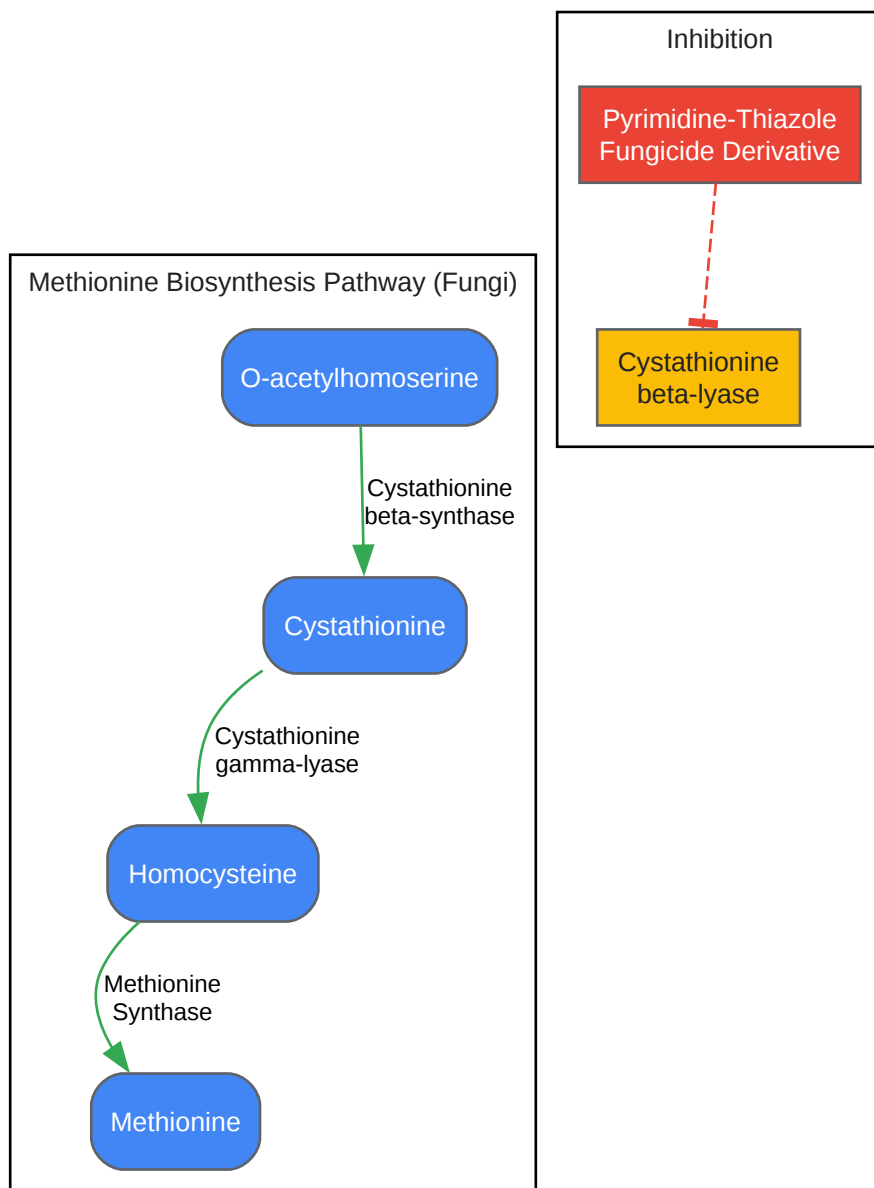 Inhibition
Pyrimidine-Thiazole
Fungicide Derivative
Cystathionine
beta-lyase
Methionine Biosynthesis Pathway (Fungi)
O-acetylhomoserine
Cystathionine
beta-synthase
Cystathionine
Cystathionine
gamma-lyase
Homocysteine
Methionine
Synthase
Methionine